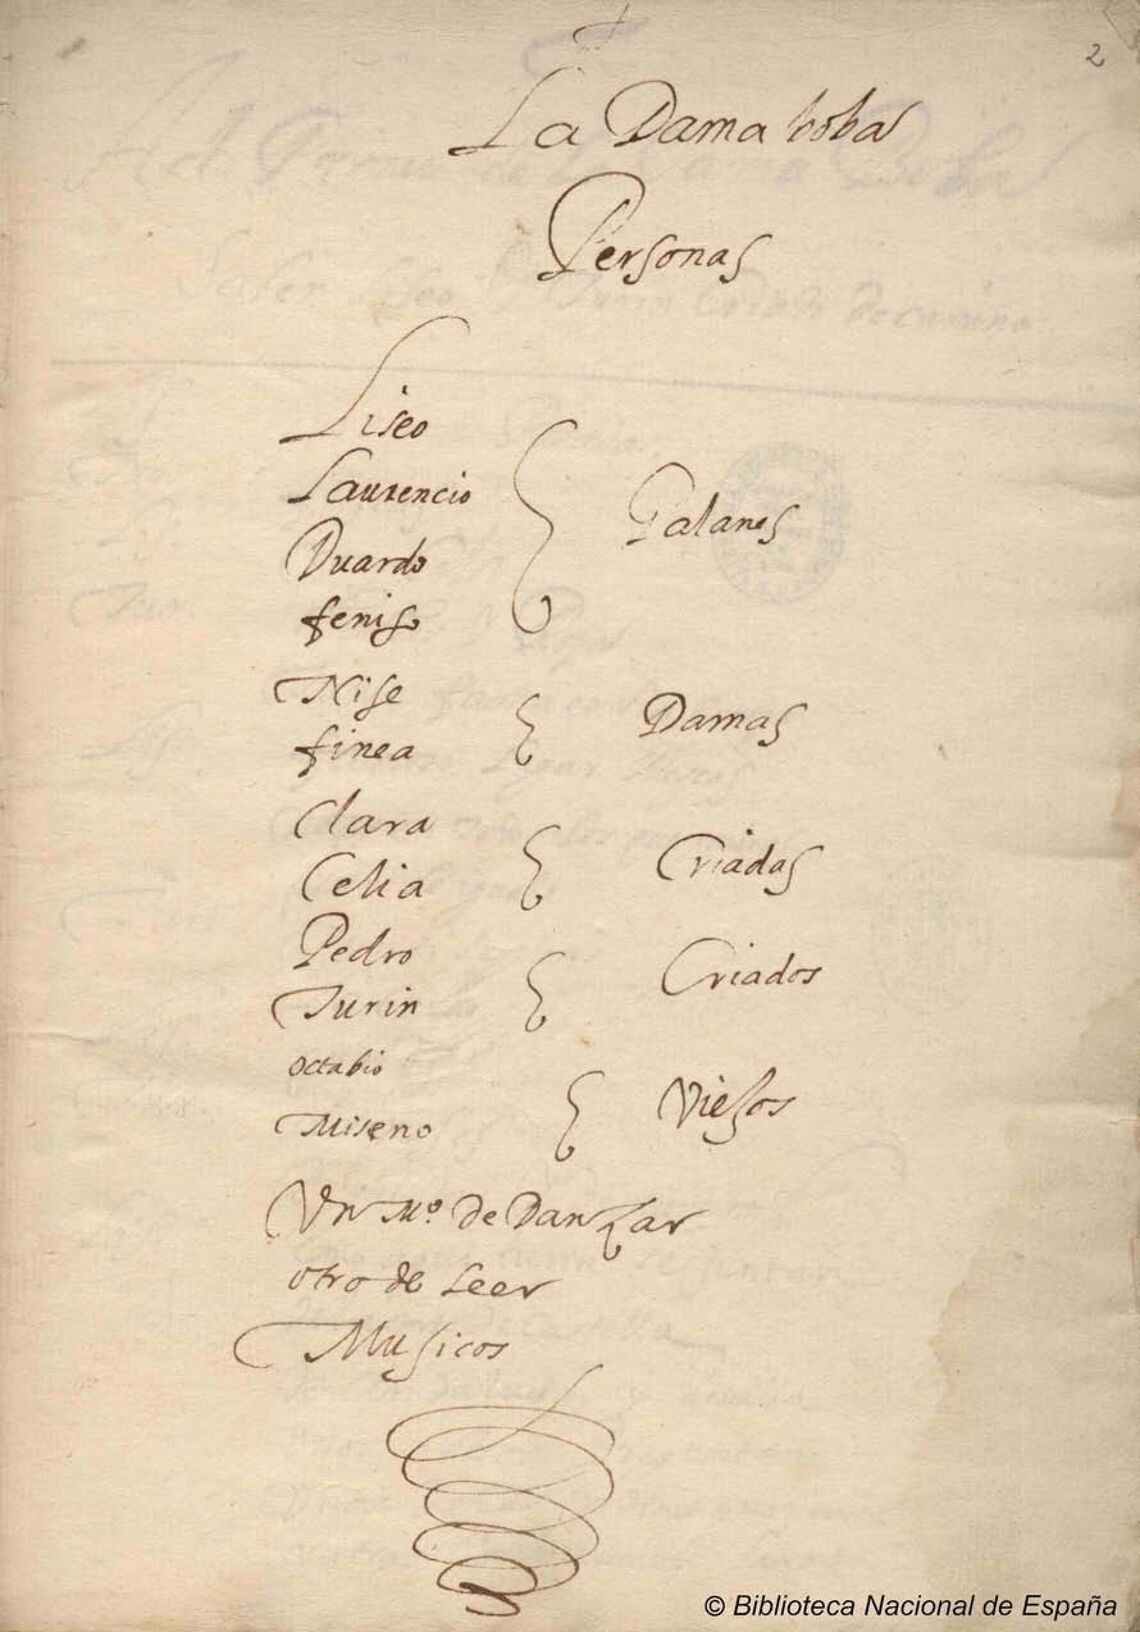 2
La Dama boba
Personas
Liseo
Laurencio
Duardo
feniso
Galanes
Nise
finea
Damas
Clara
Celia
Criadas
Pedro
Turin
Criados
octabio
Miseno
Viejos
Vn Mº. de Danzar
otro de leer
Musicos
© Biblioteca Nacional de España